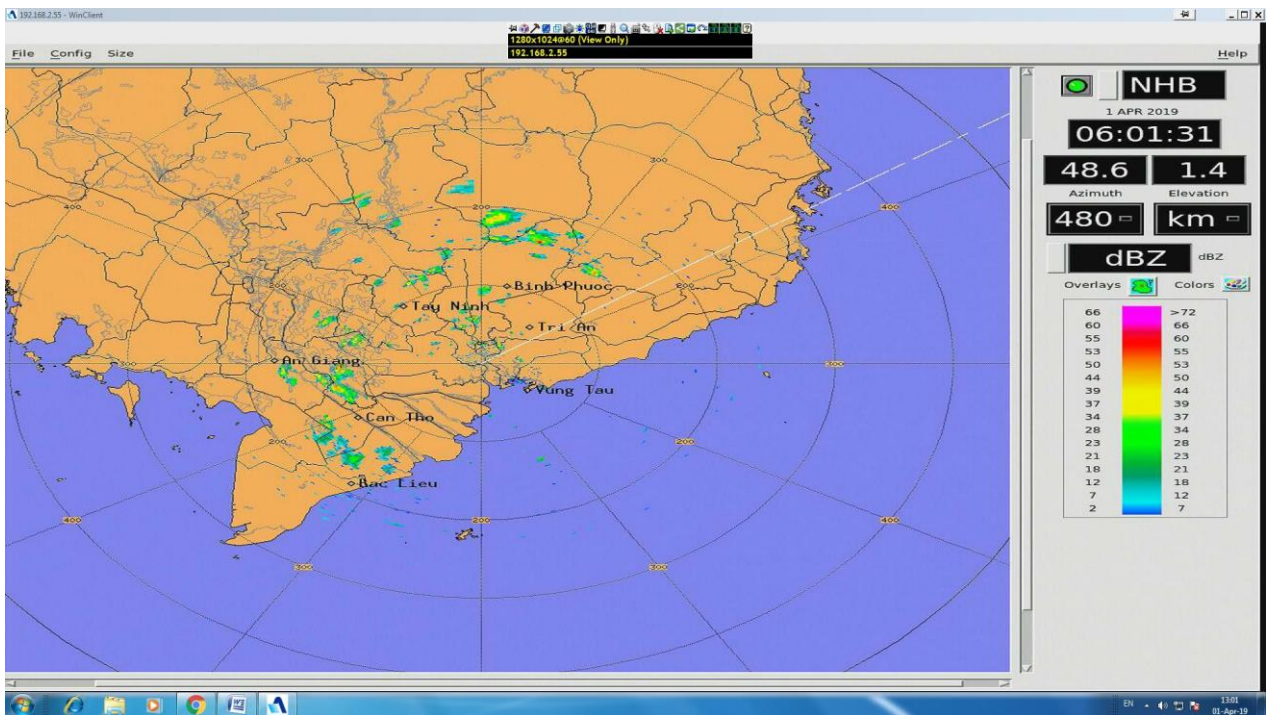 192.168.2.55 - WinClient
1280x1024@60 (View Only)
192.168.2.55
File Config Size Help
NHB
1 APR 2019
06:01:31
48.6 1.4
Azimuth Elevation
480 km
dBZ dBZ
Overlays Colors
66 >72
60 66
55 60
53 55
50 53
44 50
39 44
37 39
34 37
28 34
23 28
21 23
18 21
12 18
7 12
2 7
300 300
400 200 400
Binh Phuoc
200 200
Tay Ninh
Tri An
An Giang 300
Vung Tau
Can Tho
200 200
Bac Lieu
400 200 400
300 300
EN 13:01
01-Apr-19